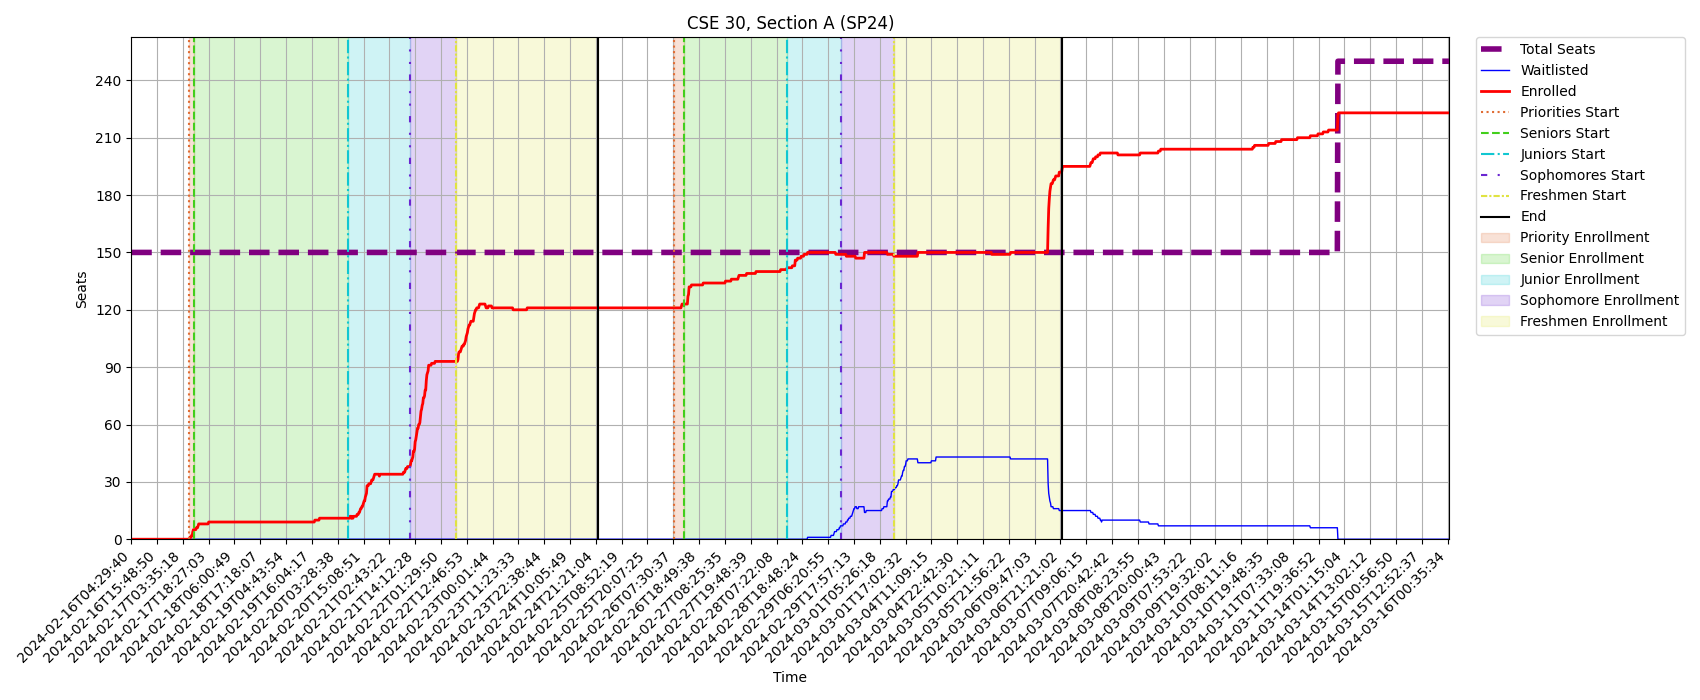 CSE 30, Section A (SP24)
Seats
240
210
180
150
120
90
60
30
0
2024-02-16T04:29:40
2024-02-16T15:48:50
2024-02-17T03:35:18
2024-02-17T18:27:03
2024-02-18T06:00:49
2024-02-18T17:18:07
2024-02-19T04:43:54
2024-02-19T16:04:17
2024-02-20T03:28:38
2024-02-20T15:08:51
2024-02-21T02:43:22
2024-02-21T14:12:28
2024-02-22T01:29:50
2024-02-22T12:46:53
2024-02-23T00:01:44
2024-02-23T11:23:33
2024-02-23T22:38:44
2024-02-24T10:05:49
2024-02-24T21:21:04
2024-02-25T08:52:19
2024-02-25T20:07:25
2024-02-26T07:30:37
2024-02-26T18:49:38
2024-02-27T08:25:35
2024-02-27T19:48:39
2024-02-28T07:22:08
2024-02-28T18:48:24
2024-02-29T06:20:55
2024-02-29T17:57:13
2024-03-01T05:26:18
2024-03-01T17:02:32
2024-03-04T11:09:15
2024-03-04T22:42:30
2024-03-05T10:21:11
2024-03-05T21:56:22
2024-03-06T09:47:03
2024-03-06T21:21:02
2024-03-07T09:06:15
2024-03-07T20:42:42
2024-03-08T08:23:55
2024-03-08T20:00:43
2024-03-09T07:53:22
2024-03-09T19:32:02
2024-03-10T08:11:16
2024-03-10T19:48:35
2024-03-11T07:33:08
2024-03-11T19:36:52
2024-03-14T01:15:04
2024-03-14T13:02:12
2024-03-15T00:56:50
2024-03-15T12:52:37
2024-03-16T00:35:34
Time
Total Seats
Waitlisted
Enrolled
Priorities Start
Seniors Start
Juniors Start
Sophomores Start
Freshmen Start
End
Priority Enrollment
Senior Enrollment
Junior Enrollment
Sophomore Enrollment
Freshmen Enrollment